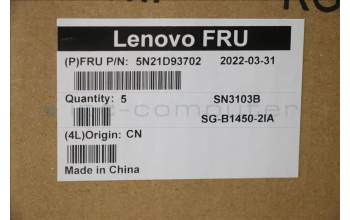 Lenovo FRU
(P)FRU P/N: 5N21D93702 2022-03-31
Quantity: 5 SN3103B
SG-B1450-2IA
(4L)Origin: CN
Made in China